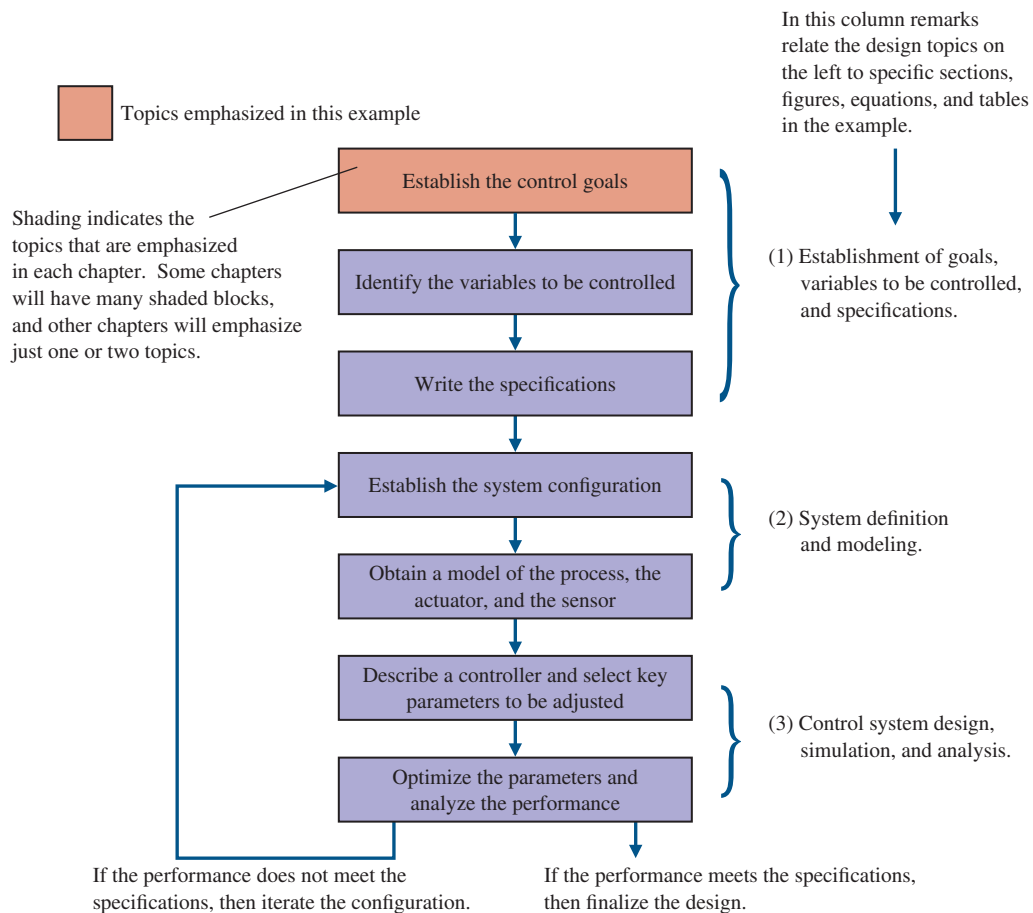 In this column remarks
relate the design topics on
the left to specific sections,
figures, equations, and tables
in the example.
Topics emphasized in this example
Shading indicates the
topics that are emphasized
in each chapter. Some chapters
will have many shaded blocks,
and other chapters will emphasize
just one or two topics.
Establish the control goals
Identify the variables to be controlled
Write the specifications
(1) Establishment of goals,
variables to be controlled,
and specifications.
Establish the system configuration
Obtain a model of the process, the
actuator, and the sensor
(2) System definition
and modeling.
Describe a controller and select key
parameters to be adjusted
Optimize the parameters and
analyze the performance
(3) Control system design,
simulation, and analysis.
If the performance does not meet the
specifications, then iterate the configuration.
If the performance meets the specifications,
then finalize the design.